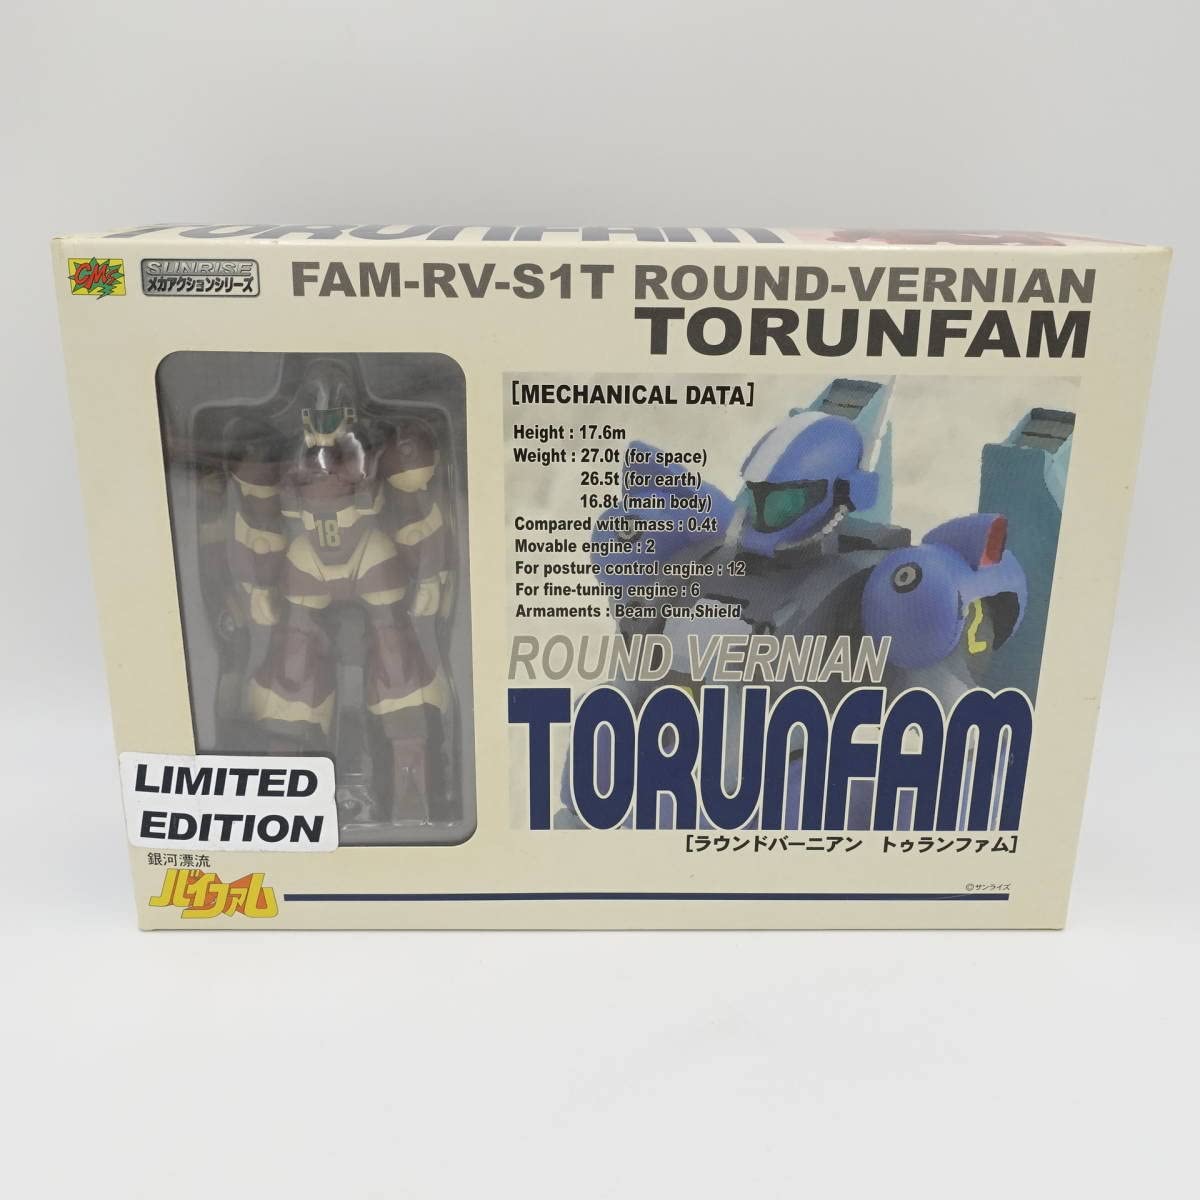 TORUNFAM
CMS
SUNRISE
メカアクションシリーズ
FAM-RV-S1T ROUND-VERNIAN
TORUNFAM
[MECHANICAL DATA]
Height : 17.6m
Weight : 27.0t (for space)
26.5t (for earth)
16.8t (main body)
Compared with mass : 0.4t
Movable engine : 2
For posture control engine : 12
For fine-tuning engine : 6
Armaments : Beam Gun,Shield
ROUND VERNIAN
TORUNFAM
[ラウンドバーニアン　トゥランファム]
18
LIMITED
EDITION
銀河漂流
バイファム
©サンライズ